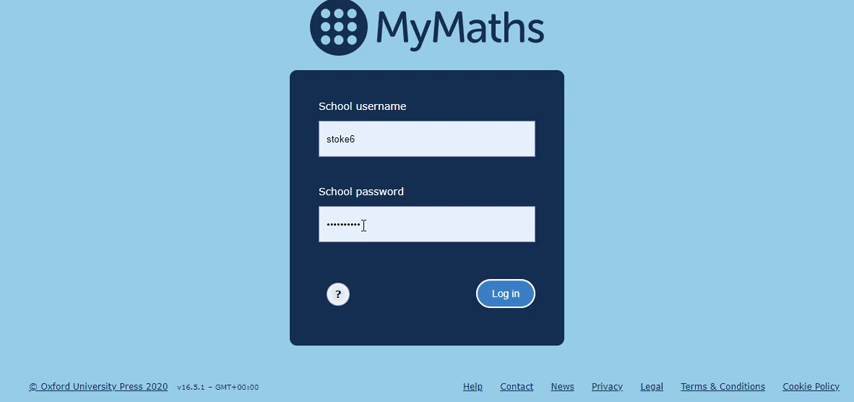 MyMaths
School username
stoke6
School password
••••••••••
?
Log in
© Oxford University Press 2020 v16.5.1 – GMT+00:00 Help Contact News Privacy Legal Terms & Conditions Cookie Policy